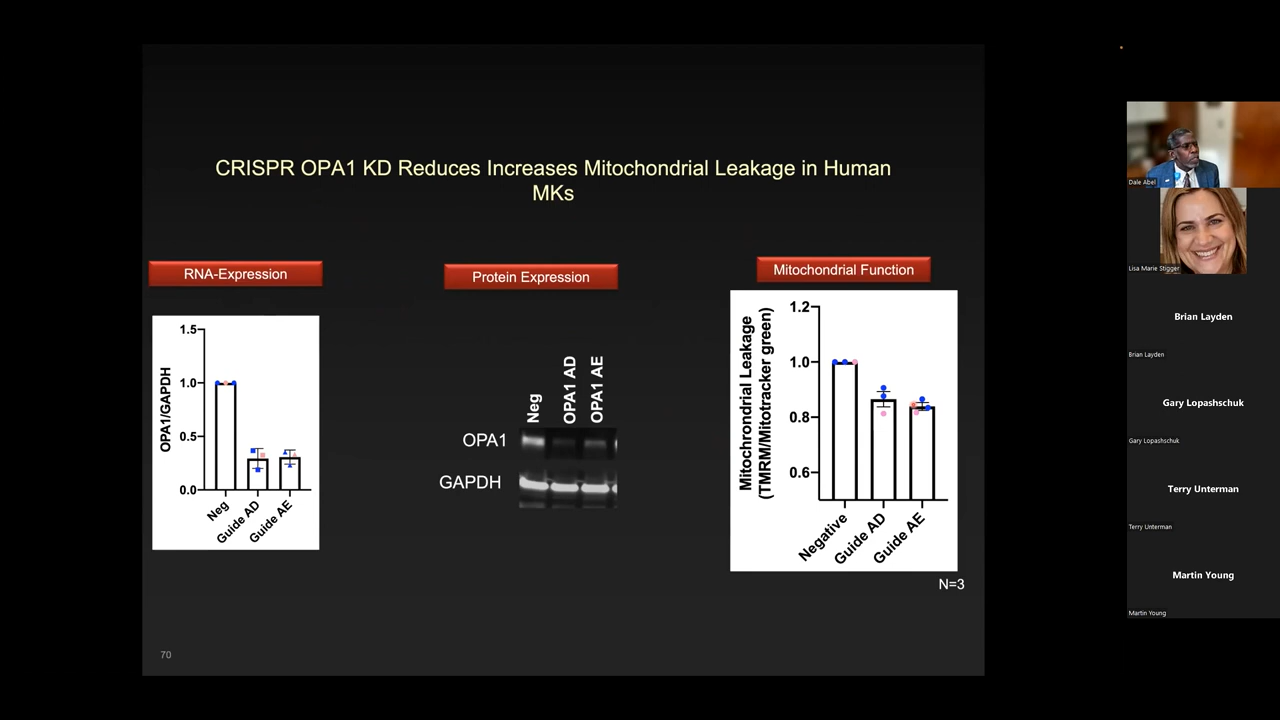 CRISPR OPA1 KD Reduces Increases Mitochondrial Leakage in Human
MKs
RNA-Expression
Protein Expression
Mitochondrial Function
OPA1/GAPDH
1.5
1.0
0.5
0.0
Neg
Guide AD
Guide AE
Neg
OPA1 AD
OPA1 AE
OPA1
GAPDH
Mitochrondrial Leakage
(TMRM/Mitotracker green)
1.2
1.0
0.8
0.6
Negative
Guide AD
Guide AE
N=3
70
Dale Abel
Lisa Marie Stigger
Brian Layden
Brian Layden
Gary Lopashschuk
Gary Lopashschuk
Terry Unterman
Terry Unterman
Martin Young
Martin Young